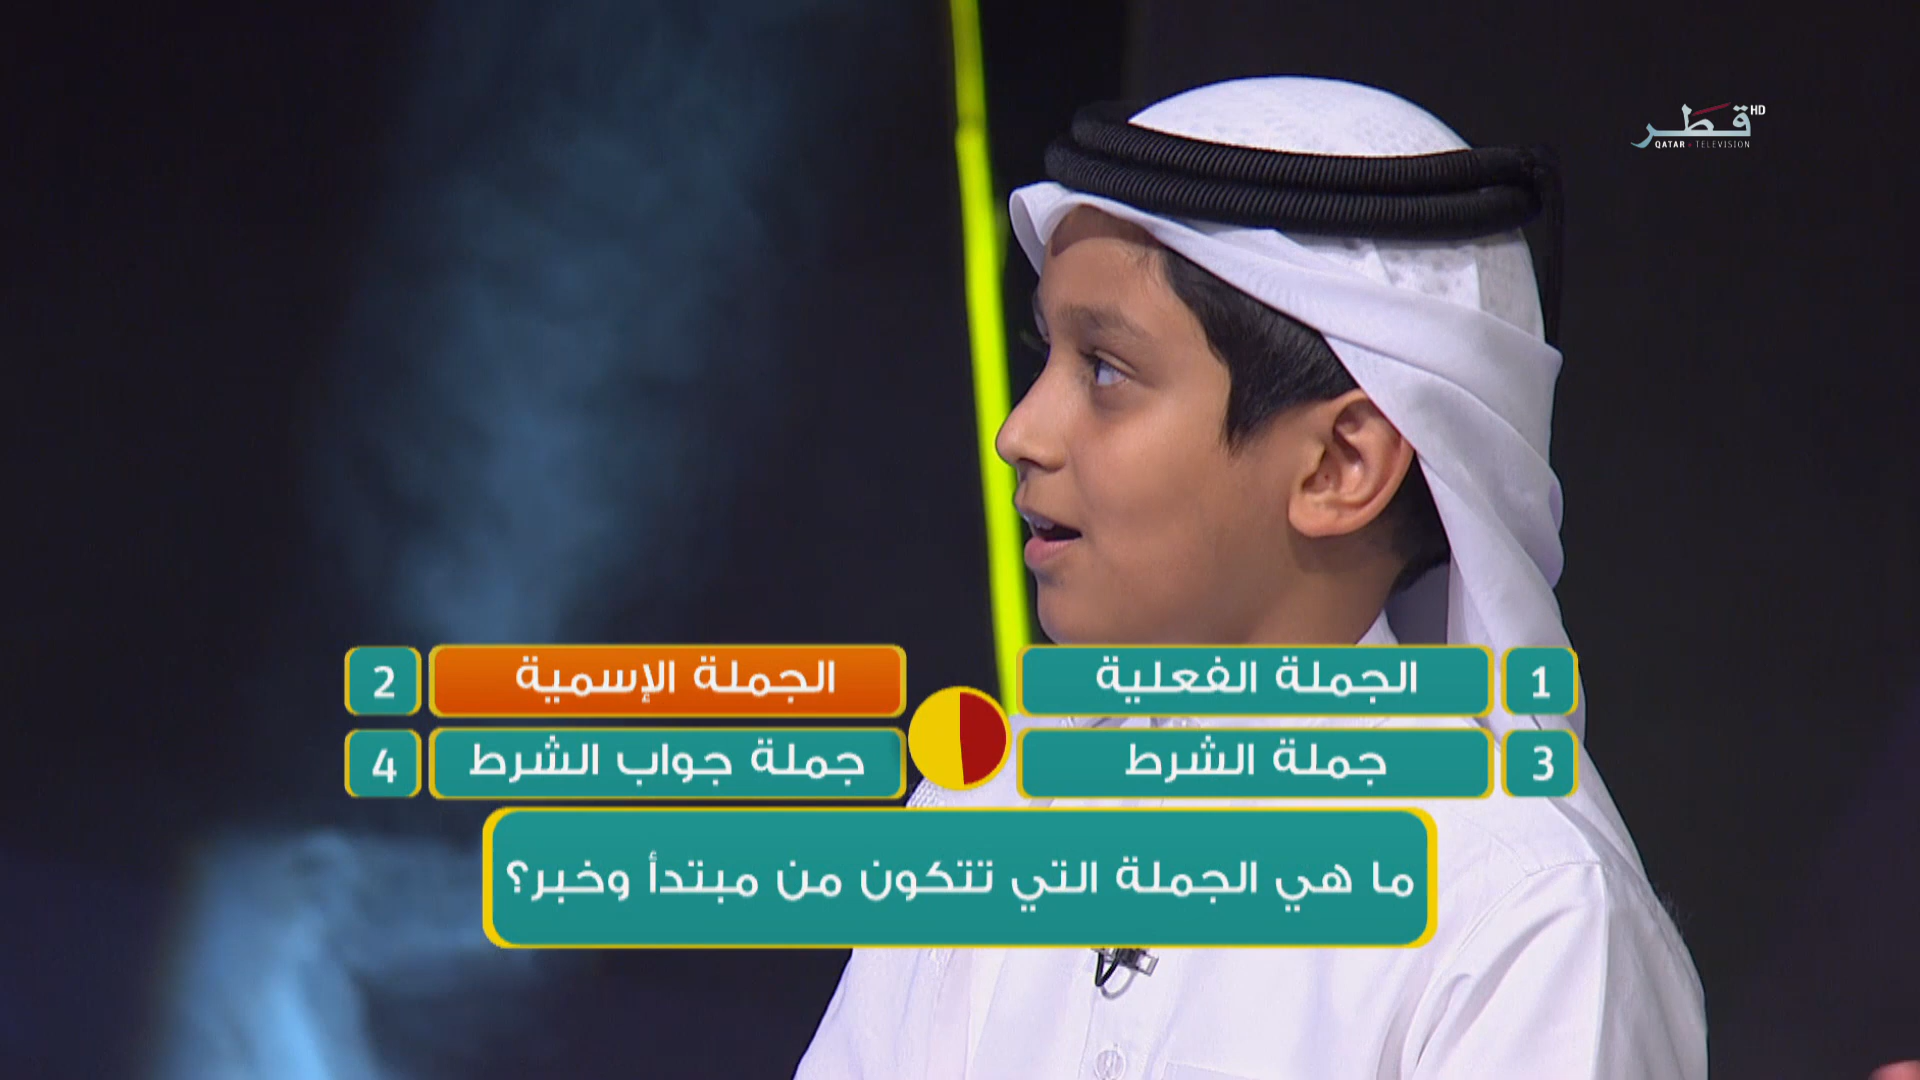 قطر HD
QATAR TELEVISION
1 الجملة الفعلية
2 الجملة الإسمية
3 جملة الشرط
4 جملة جواب الشرط
ما هي الجملة التي تتكون من مبتدأ وخبر؟